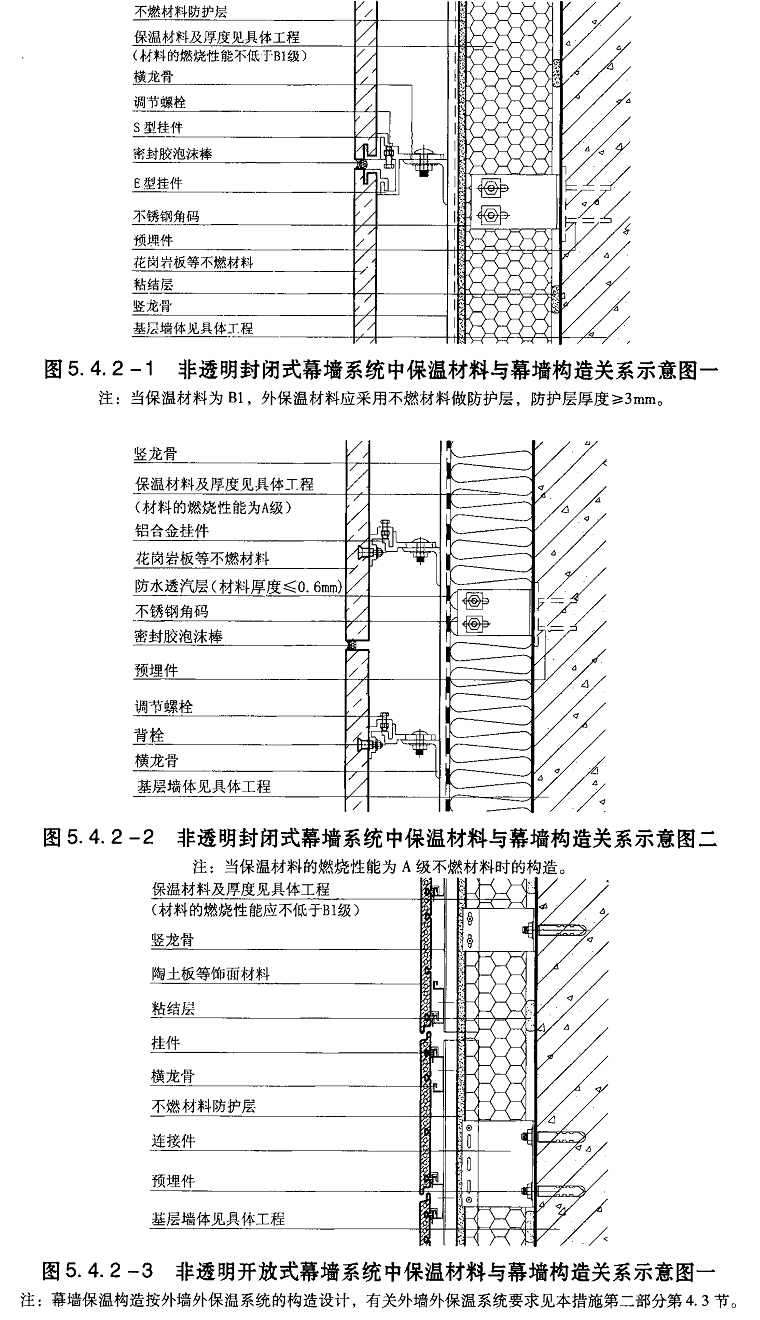 不燃材料防护层
保温材料及厚度见具体工程
(材料的燃烧性能不低于B1级)
横龙骨
调节螺栓
S型挂件
密封胶泡沫棒
E型挂件
不锈钢角码
预埋件
花岗岩板等不燃材料
粘结层
竖龙骨
基层墙体见具体工程
图5.4.2-1 非透明封闭式幕墙系统中保温材料与幕墙构造关系示意图一
注：当保温材料为B1，外保温材料应采用不燃材料做防护层，防护层厚度≥3mm。
竖龙骨
保温材料及厚度见具体工程
(材料的燃烧性能为A级)
铝合金挂件
花岗岩板等不燃材料
防水透汽层(材料厚度≤0.6mm)
不锈钢角码
密封胶泡沫棒
预埋件
调节螺栓
背栓
横龙骨
基层墙体见具体工程
图5.4.2-2 非透明封闭式幕墙系统中保温材料与幕墙构造关系示意图二
注：当保温材料的燃烧性能为A级不燃材料时的构造。
保温材料及厚度见具体工程
(材料的燃烧性能应不低于B1级)
竖龙骨
陶土板等饰面材料
粘结层
挂件
横龙骨
不燃材料防护层
连接件
预埋件
基层墙体见具体工程
图5.4.2-3 非透明开放式幕墙系统中保温材料与幕墙构造关系示意图一
注：幕墙保温构造按外墙外保温系统的构造设计，有关外墙外保温系统要求见本措施第二部分第4.3节。